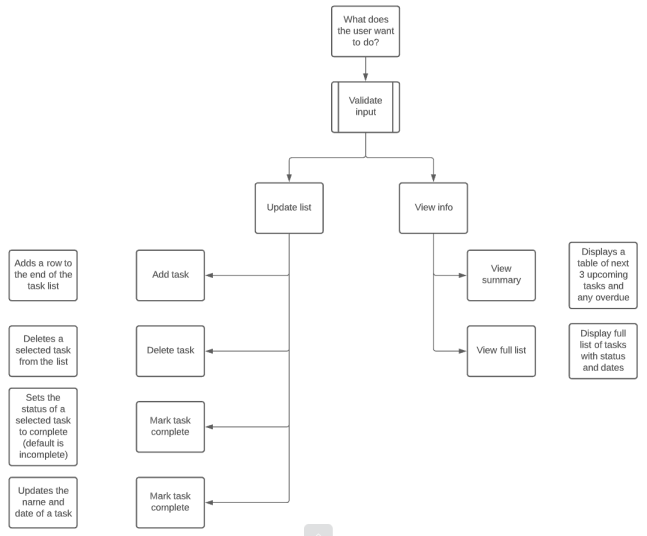 What does
the user want
to do?
Validate
input
Update list
View info
Adds a row to
the end of the
task list
Add task
View
summary
Displays a
table of next
3 upcoming
tasks and
any overdue
Deletes a
selected task
from the list
Delete task
View full list
Display full
list of tasks
with status
and dates
Sets the
status of a
selected task
to complete
(default is
incomplete)
Mark task
complete
Updates the
name and
date of a task
Mark task
complete